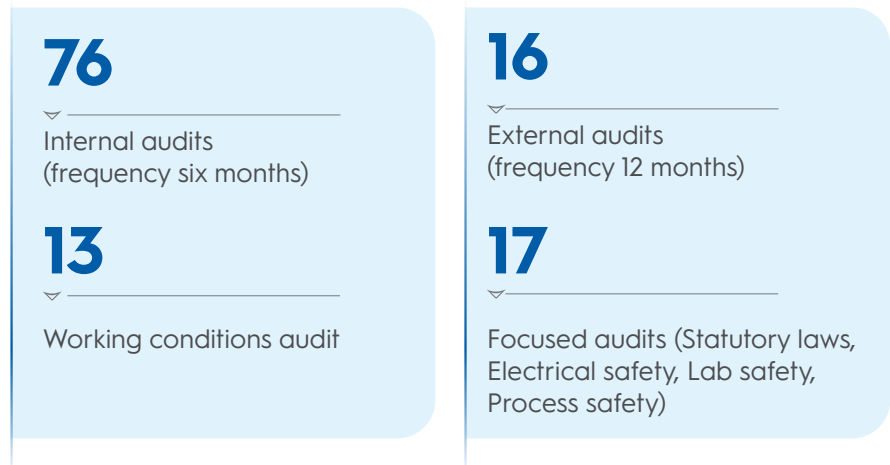 76
Internal audits
(frequency six months)
13
Working conditions audit
16
External audits
(frequency 12 months)
17
Focused audits (Statutory laws,
Electrical safety, Lab safety,
Process safety)